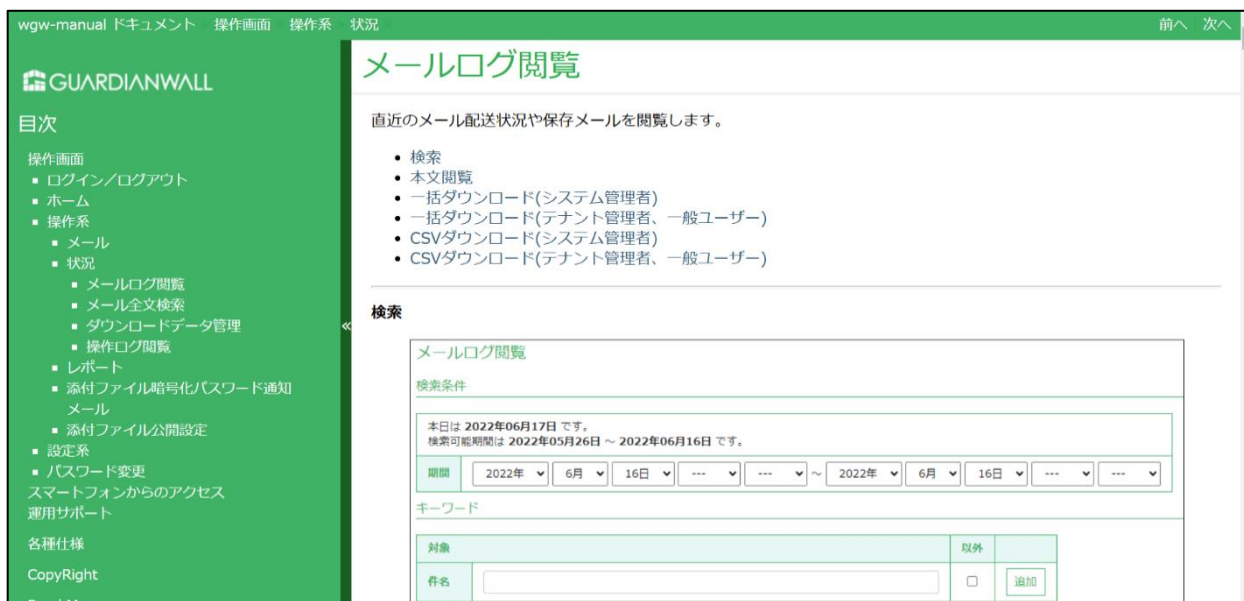 wgw-manual ドキュメント 操作画面 操作系 状況
前へ 次へ
GUARDIANWALL
目次
操作画面
ログイン／ログアウト
ホーム
操作系
メール
状況
メールログ閲覧
メール全文検索
ダウンロードデータ管理
操作ログ閲覧
レポート
添付ファイル暗号化パスワード通知
メール
添付ファイル公開設定
設定系
パスワード変更
スマートフォンからのアクセス
運用サポート
各種仕様
CopyRight
«
メールログ閲覧
直近のメール配送状況や保存メールを閲覧します。
検索
本文閲覧
一括ダウンロード(システム管理者)
一括ダウンロード(テナント管理者、一般ユーザー)
CSVダウンロード(システム管理者)
CSVダウンロード(テナント管理者、一般ユーザー)
検索
メールログ閲覧
検索条件
本日は 2022年06月17日 です。
検索可能期間は 2022年05月26日 ～ 2022年06月16日 です。
期間 2022年 6月 16日 --- --- ～ 2022年 6月 16日 --- ---
キーワード
対象 以外
件名 追加